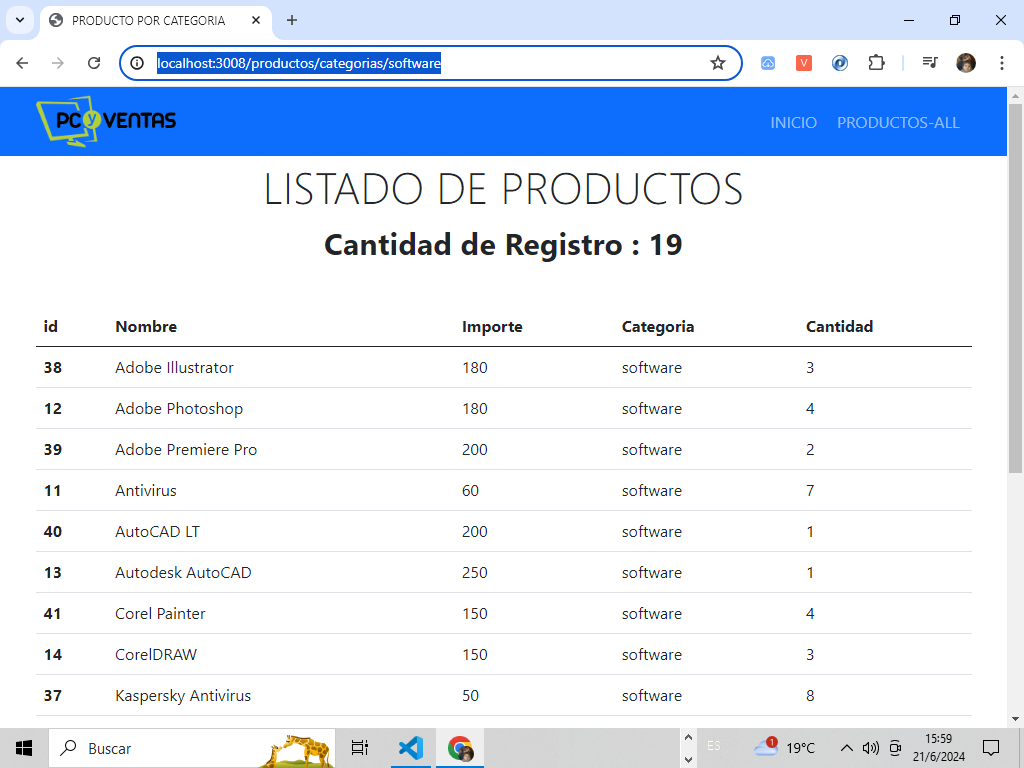 PRODUCTO POR CATEGORIA
localhost:3008/productos/categorias/software
V
PC y VENTAS
INICIO PRODUCTOS-ALL
LISTADO DE PRODUCTOS
Cantidad de Registro : 19
id Nombre Importe Categoria Cantidad
38 Adobe Illustrator 180 software 3
12 Adobe Photoshop 180 software 4
39 Adobe Premiere Pro 200 software 2
11 Antivirus 60 software 7
40 AutoCAD LT 200 software 1
13 Autodesk AutoCAD 250 software 1
41 Corel Painter 150 software 4
14 CorelDRAW 150 software 3
37 Kaspersky Antivirus 50 software 8
Buscar ES 1 19°C 15:59
21/6/2024